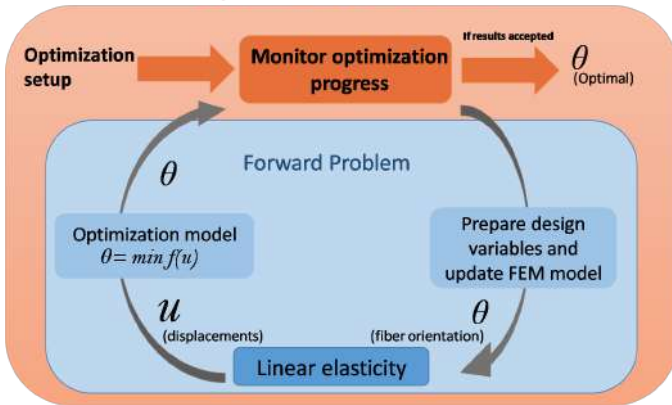 Optimization
setup
Monitor optimization
progress
If results accepted
θ
(Optimal)
Forward Problem
θ
Optimization model
θ= min f(u)
Prepare design
variables and
update FEM model
u
(displacements)
θ
(fiber orientation)
Linear elasticity